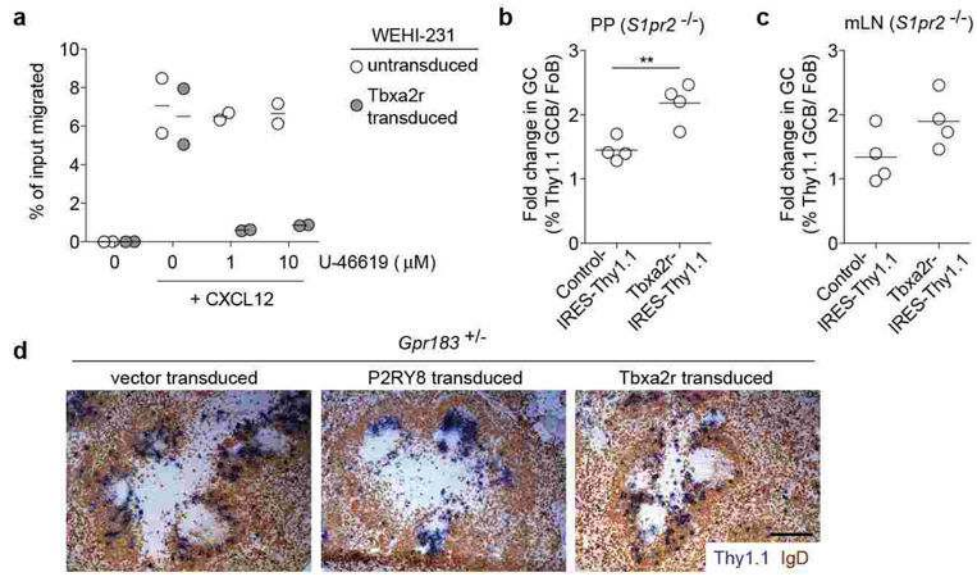 a
WEHI-231
untransduced
Tbxa2r
transduced
% of input migrated
10
8
6
4
2
0
0 0 1 10 U-46619 (μM)
+ CXCL12
b
PP (S1pr2 -/-)
**
Fold change in GC
(% Thy1.1 GCB/ FoB)
3
2
1
0
Control-
IRES-Thy1.1
Tbxa2r-
IRES-Thy1.1
c
mLN (S1pr2 -/-)
Fold change in GC
(% Thy1.1 GCB/ FoB)
3
2
1
0
Control-
IRES-Thy1.1
Tbxa2r-
IRES-Thy1.1
d
Gpr183 +/-
vector transduced
P2RY8 transduced
Tbxa2r transduced
Thy1.1 IgD